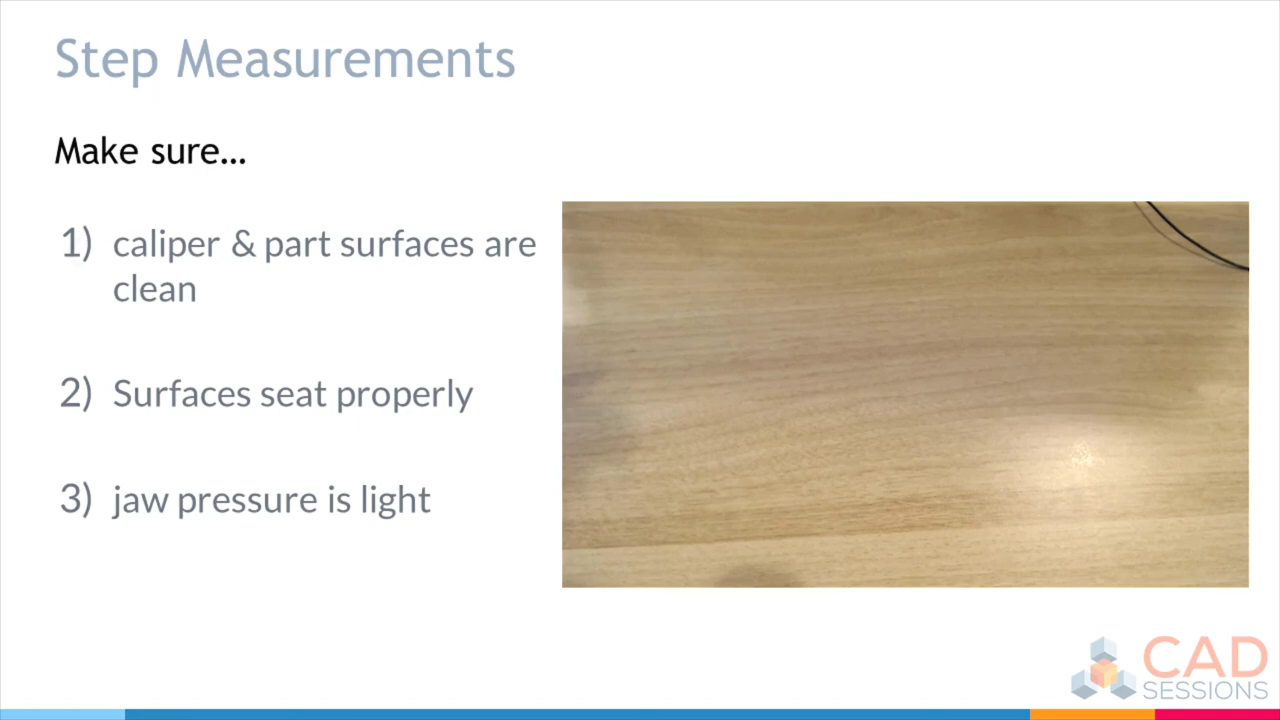 Step Measurements
Make sure...
1) caliper & part surfaces are
clean
2) Surfaces seat properly
3) jaw pressure is light
CAD
SESSIONS